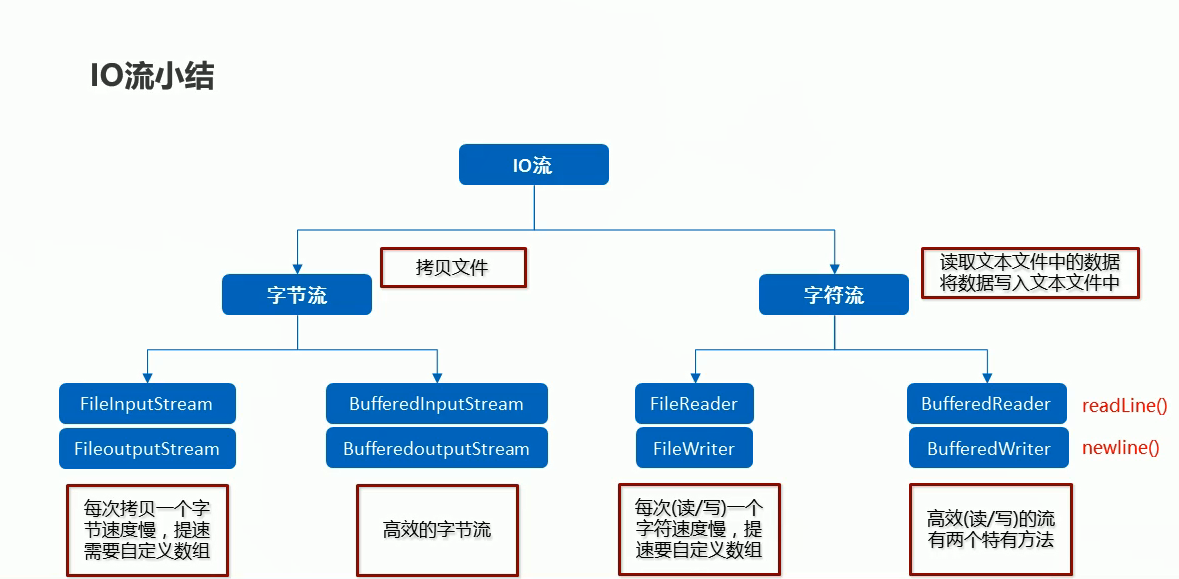 IO流小结
IO流
拷贝文件
读取文本文件中的数据
将数据写入文本文件中
字节流
字符流
FileInputStream
BufferedInputStream
FileReader
BufferedReader
readLine()
FileoutputStream
BufferedoutputStream
FileWriter
BufferedWriter
newline()
每次拷贝一个字
节速度慢，提速
需要自定义数组
高效的字节流
每次(读/写)一个
字符速度慢，提
速要自定义数组
高效(读/写)的流
有两个特有方法